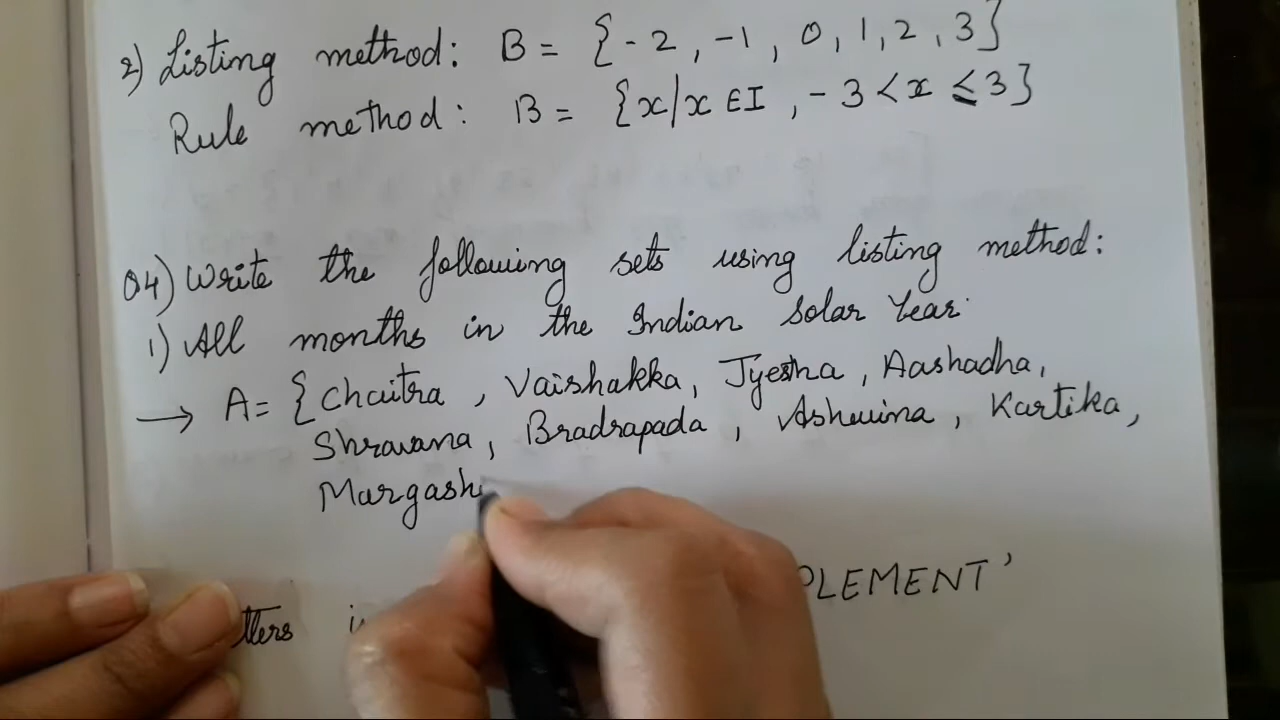 2) Listing method: B = {-2, -1, 0, 1, 2, 3}
Rule method: B = {x/x ∈ I, -3 < x ≤ 3}
Q4) Write the following sets using listing method:
1) All months in the Indian Solar Year.
→ A = {Chaitra, Vaishakka, Jyestha, Aashadha,
Shravana, Bradrapada, Ashwina, Kartika,
Margash
PLEMENT'